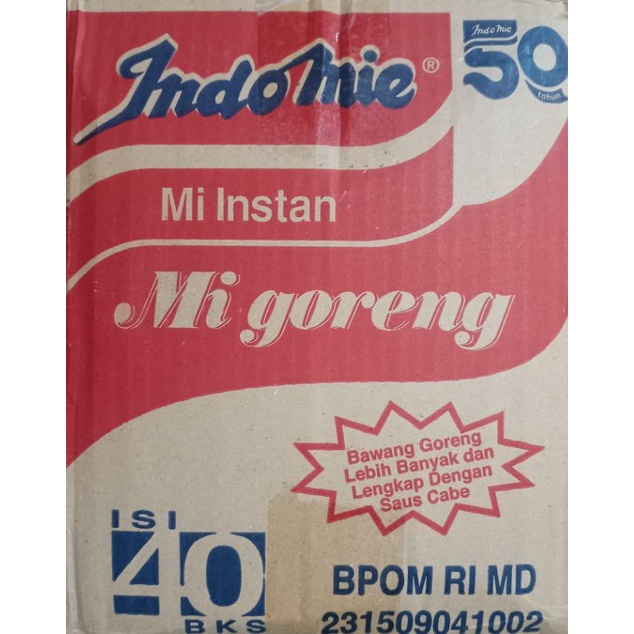 Indomie®
Indomie
50
tahun
Mi Instan
Mi goreng
Bawang Goreng
Lebih Banyak dan
Lengkap Dengan
Saus Cabe
ISI
40
BKS
BPOM RI MD
231509041002